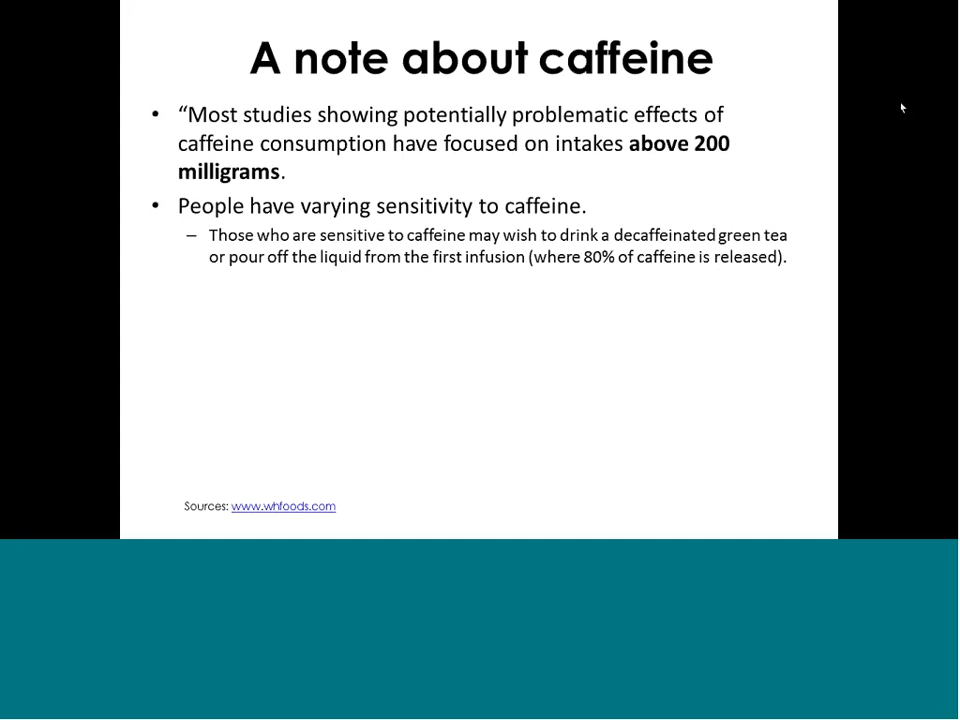 A note about caffeine
• “Most studies showing potentially problematic effects of
caffeine consumption have focused on intakes above 200
milligrams.
• People have varying sensitivity to caffeine.
– Those who are sensitive to caffeine may wish to drink a decaffeinated green tea
or pour off the liquid from the first infusion (where 80% of caffeine is released).
Sources: www.whfoods.com